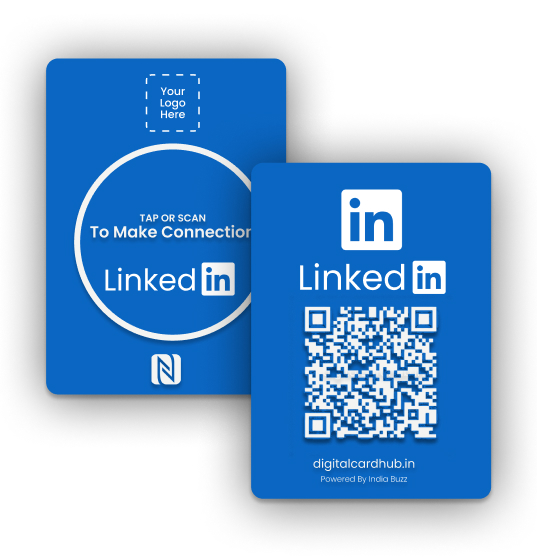 Your
Logo
Here
TAP OR SCAN
To Make Connection
Linked in
in
Linked in
digitalcardhub.in
Powered By India Buzz